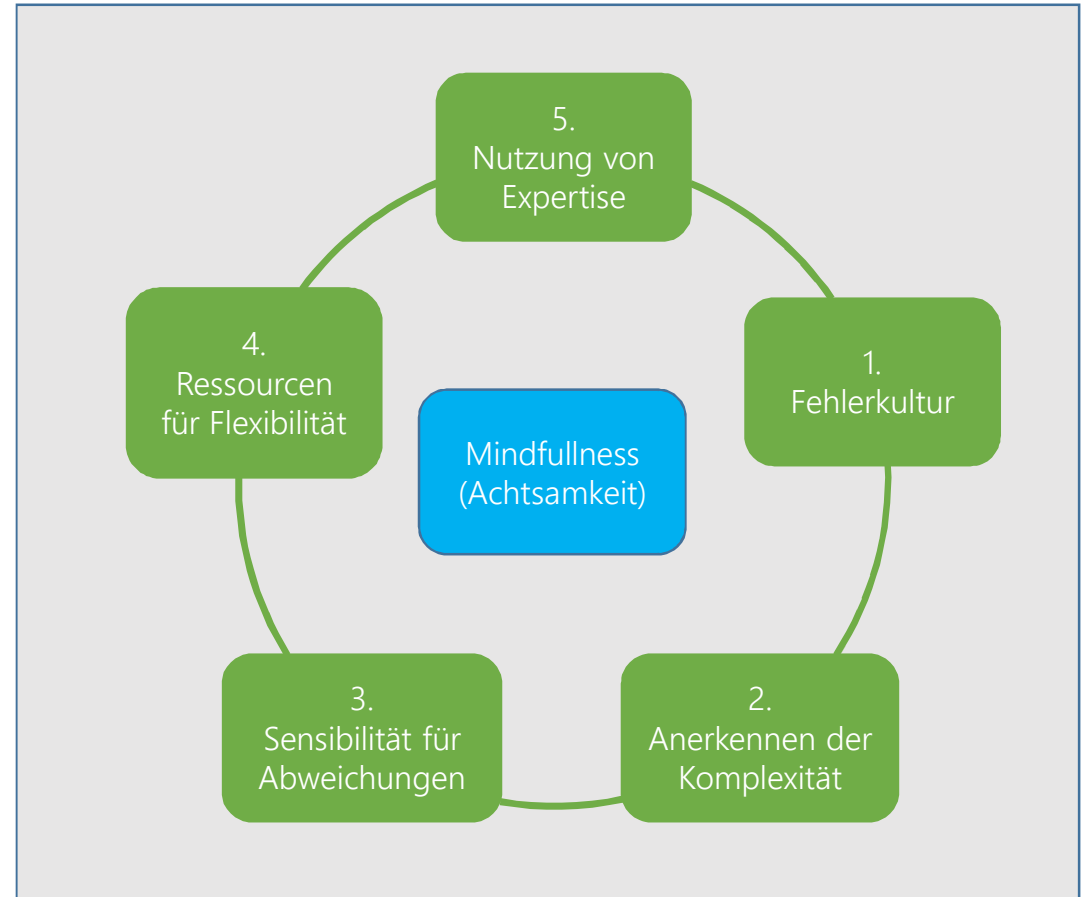 5.
Nutzung von
Expertise
4.
Ressourcen
für Flexibilität
1.
Fehlerkultur
Mindfullness
(Achtsamkeit)
3.
Sensibilität für
Abweichungen
2.
Anerkennen der
Komplexität